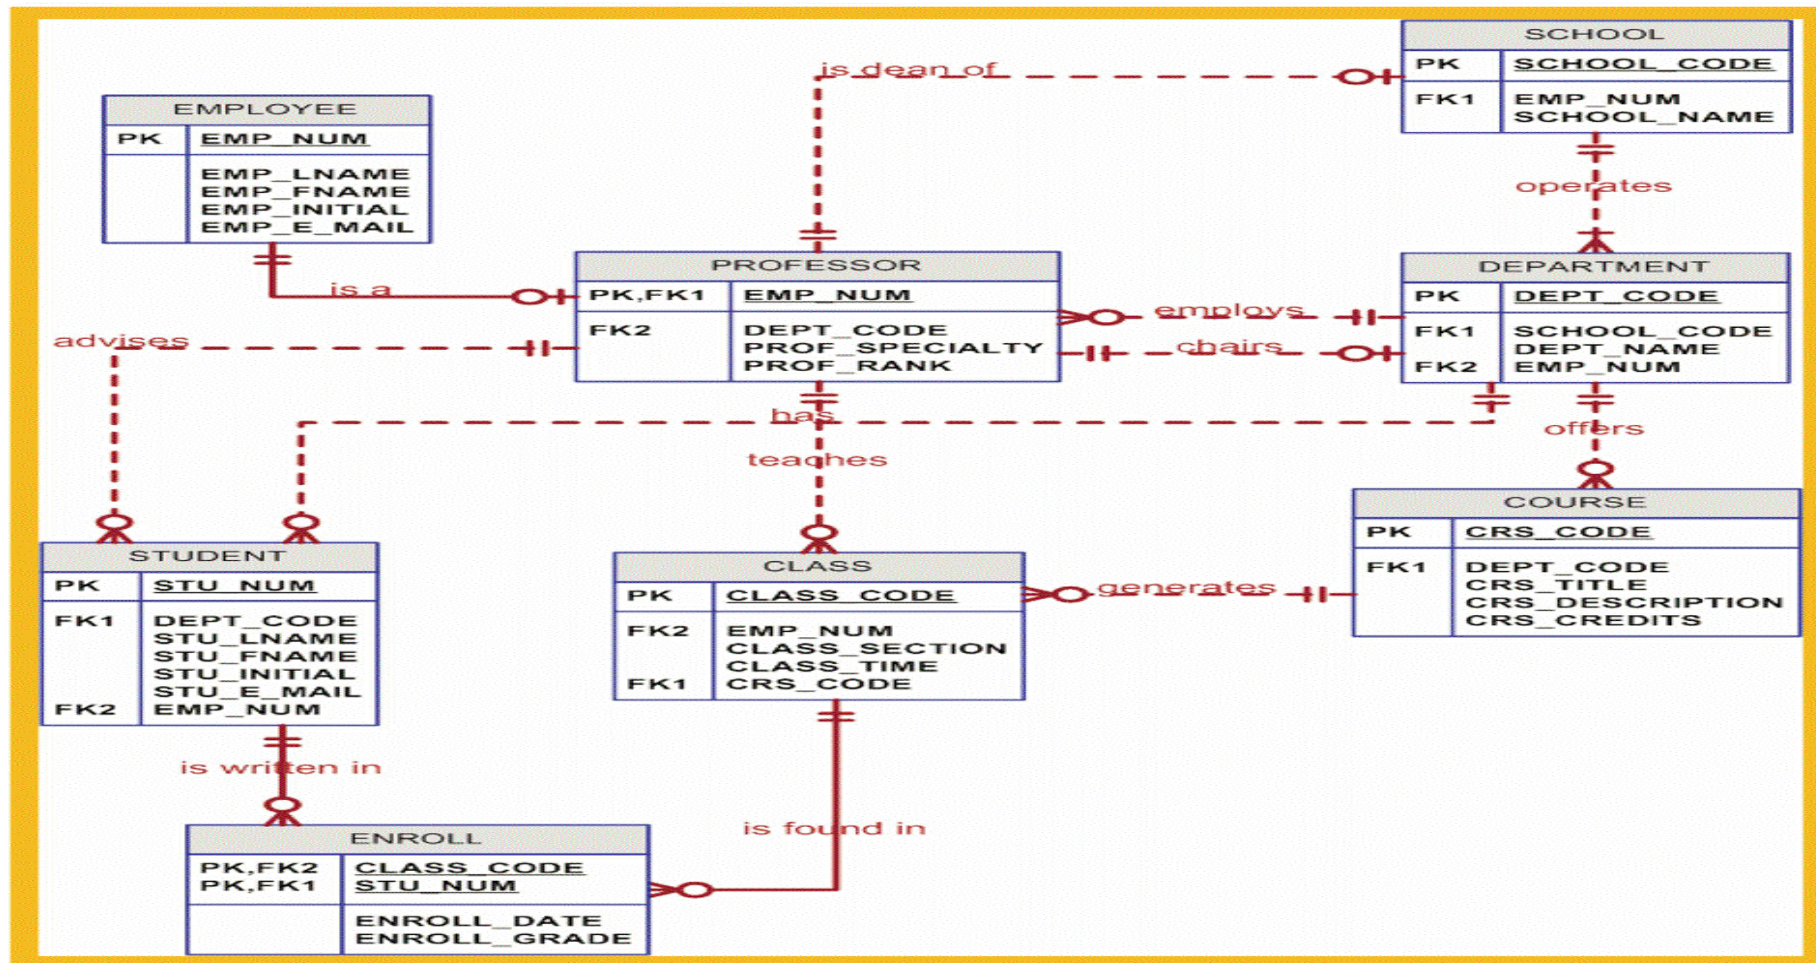 SCHOOL
PK SCHOOL_CODE
FK1 EMP_NUM
SCHOOL_NAME
is dean of
EMPLOYEE
PK EMP_NUM
EMP_LNAME
EMP_FNAME
EMP_INITIAL
EMP_E_MAIL
is a
operates
PROFESSOR
PK,FK1 EMP_NUM
FK2 DEPT_CODE
PROF_SPECIALTY
PROF_RANK
employs
chairs
DEPARTMENT
PK DEPT_CODE
FK1 SCHOOL_CODE
DEPT_NAME
FK2 EMP_NUM
advises
has
teaches
offers
STUDENT
PK STU_NUM
FK1 DEPT_CODE
STU_LNAME
STU_FNAME
STU_INITIAL
STU_E_MAIL
FK2 EMP_NUM
CLASS
PK CLASS_CODE
FK2 EMP_NUM
CLASS_SECTION
CLASS_TIME
FK1 CRS_CODE
generates
COURSE
PK CRS_CODE
FK1 DEPT_CODE
CRS_TITLE
CRS_DESCRIPTION
CRS_CREDITS
is written in
is found in
ENROLL
PK,FK2 CLASS_CODE
PK,FK1 STU_NUM
ENROLL_DATE
ENROLL_GRADE